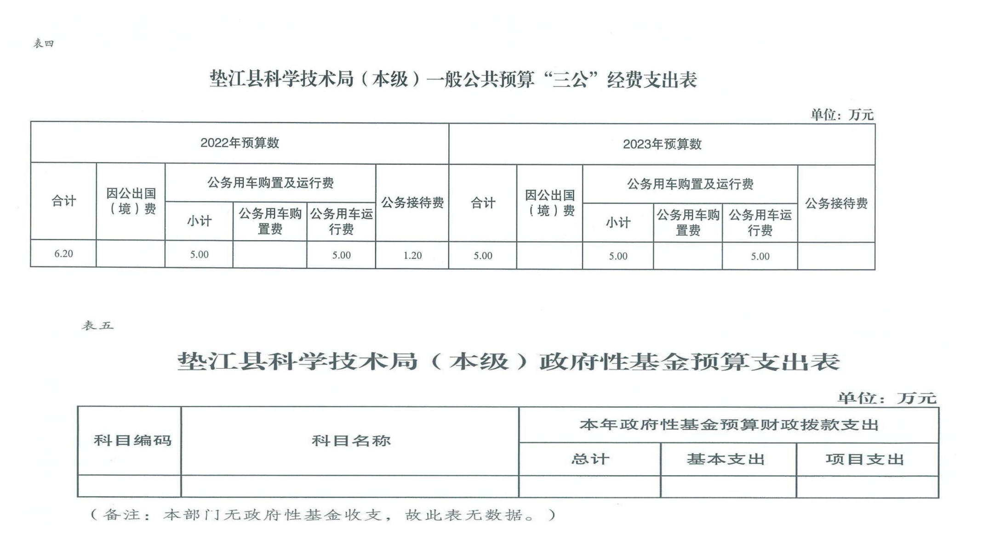 表四
垫江县科学技术局（本级）一般公共预算“三公”经费支出表
单位：万元
2022年预算数 2023年预算数
合计 因公出国（境）费 公务用车购置及运行费 公务接待费 合计 因公出国（境）费 公务用车购置及运行费 公务接待费
小计 公务用车购置费 公务用车运行费 小计 公务用车购置费 公务用车运行费
6.20 5.00 5.00 1.20 5.00 5.00 5.00
表五
垫江县科学技术局（本级）政府性基金预算支出表
单位：万元
科目编码 科目名称 本年政府性基金预算财政拨款支出
总计 基本支出 项目支出
（备注：本部门无政府性基金收支，故此表无数据。）